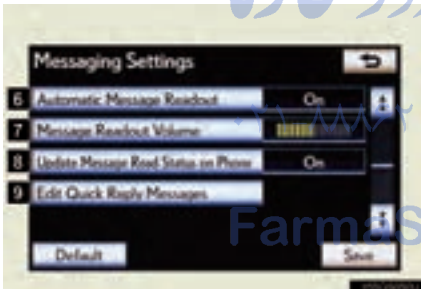 Messaging Settings
6 Automatic Message Readout On
7 Message Readout Volume
8 Update Message Read Status on Phone On
9 Edit Quick Reply Messages
FarmaS
Default Save